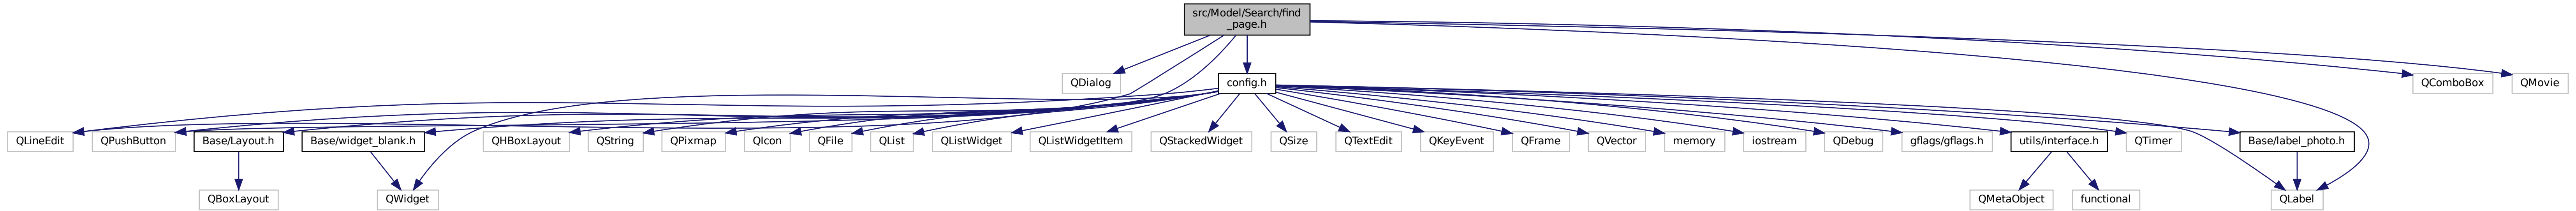 src/Model/Search/find
_page.h
QDialog
config.h
QComboBox
QMovie
QLineEdit
QPushButton
Base/Layout.h
Base/widget_blank.h
QHBoxLayout
QString
QPixmap
QIcon
QFile
QList
QListWidget
QListWidgetItem
QStackedWidget
QSize
QTextEdit
QKeyEvent
QFrame
QVector
memory
iostream
QDebug
gflags/gflags.h
utils/interface.h
QTimer
Base/label_photo.h
QBoxLayout
QWidget
QMetaObject
functional
QLabel